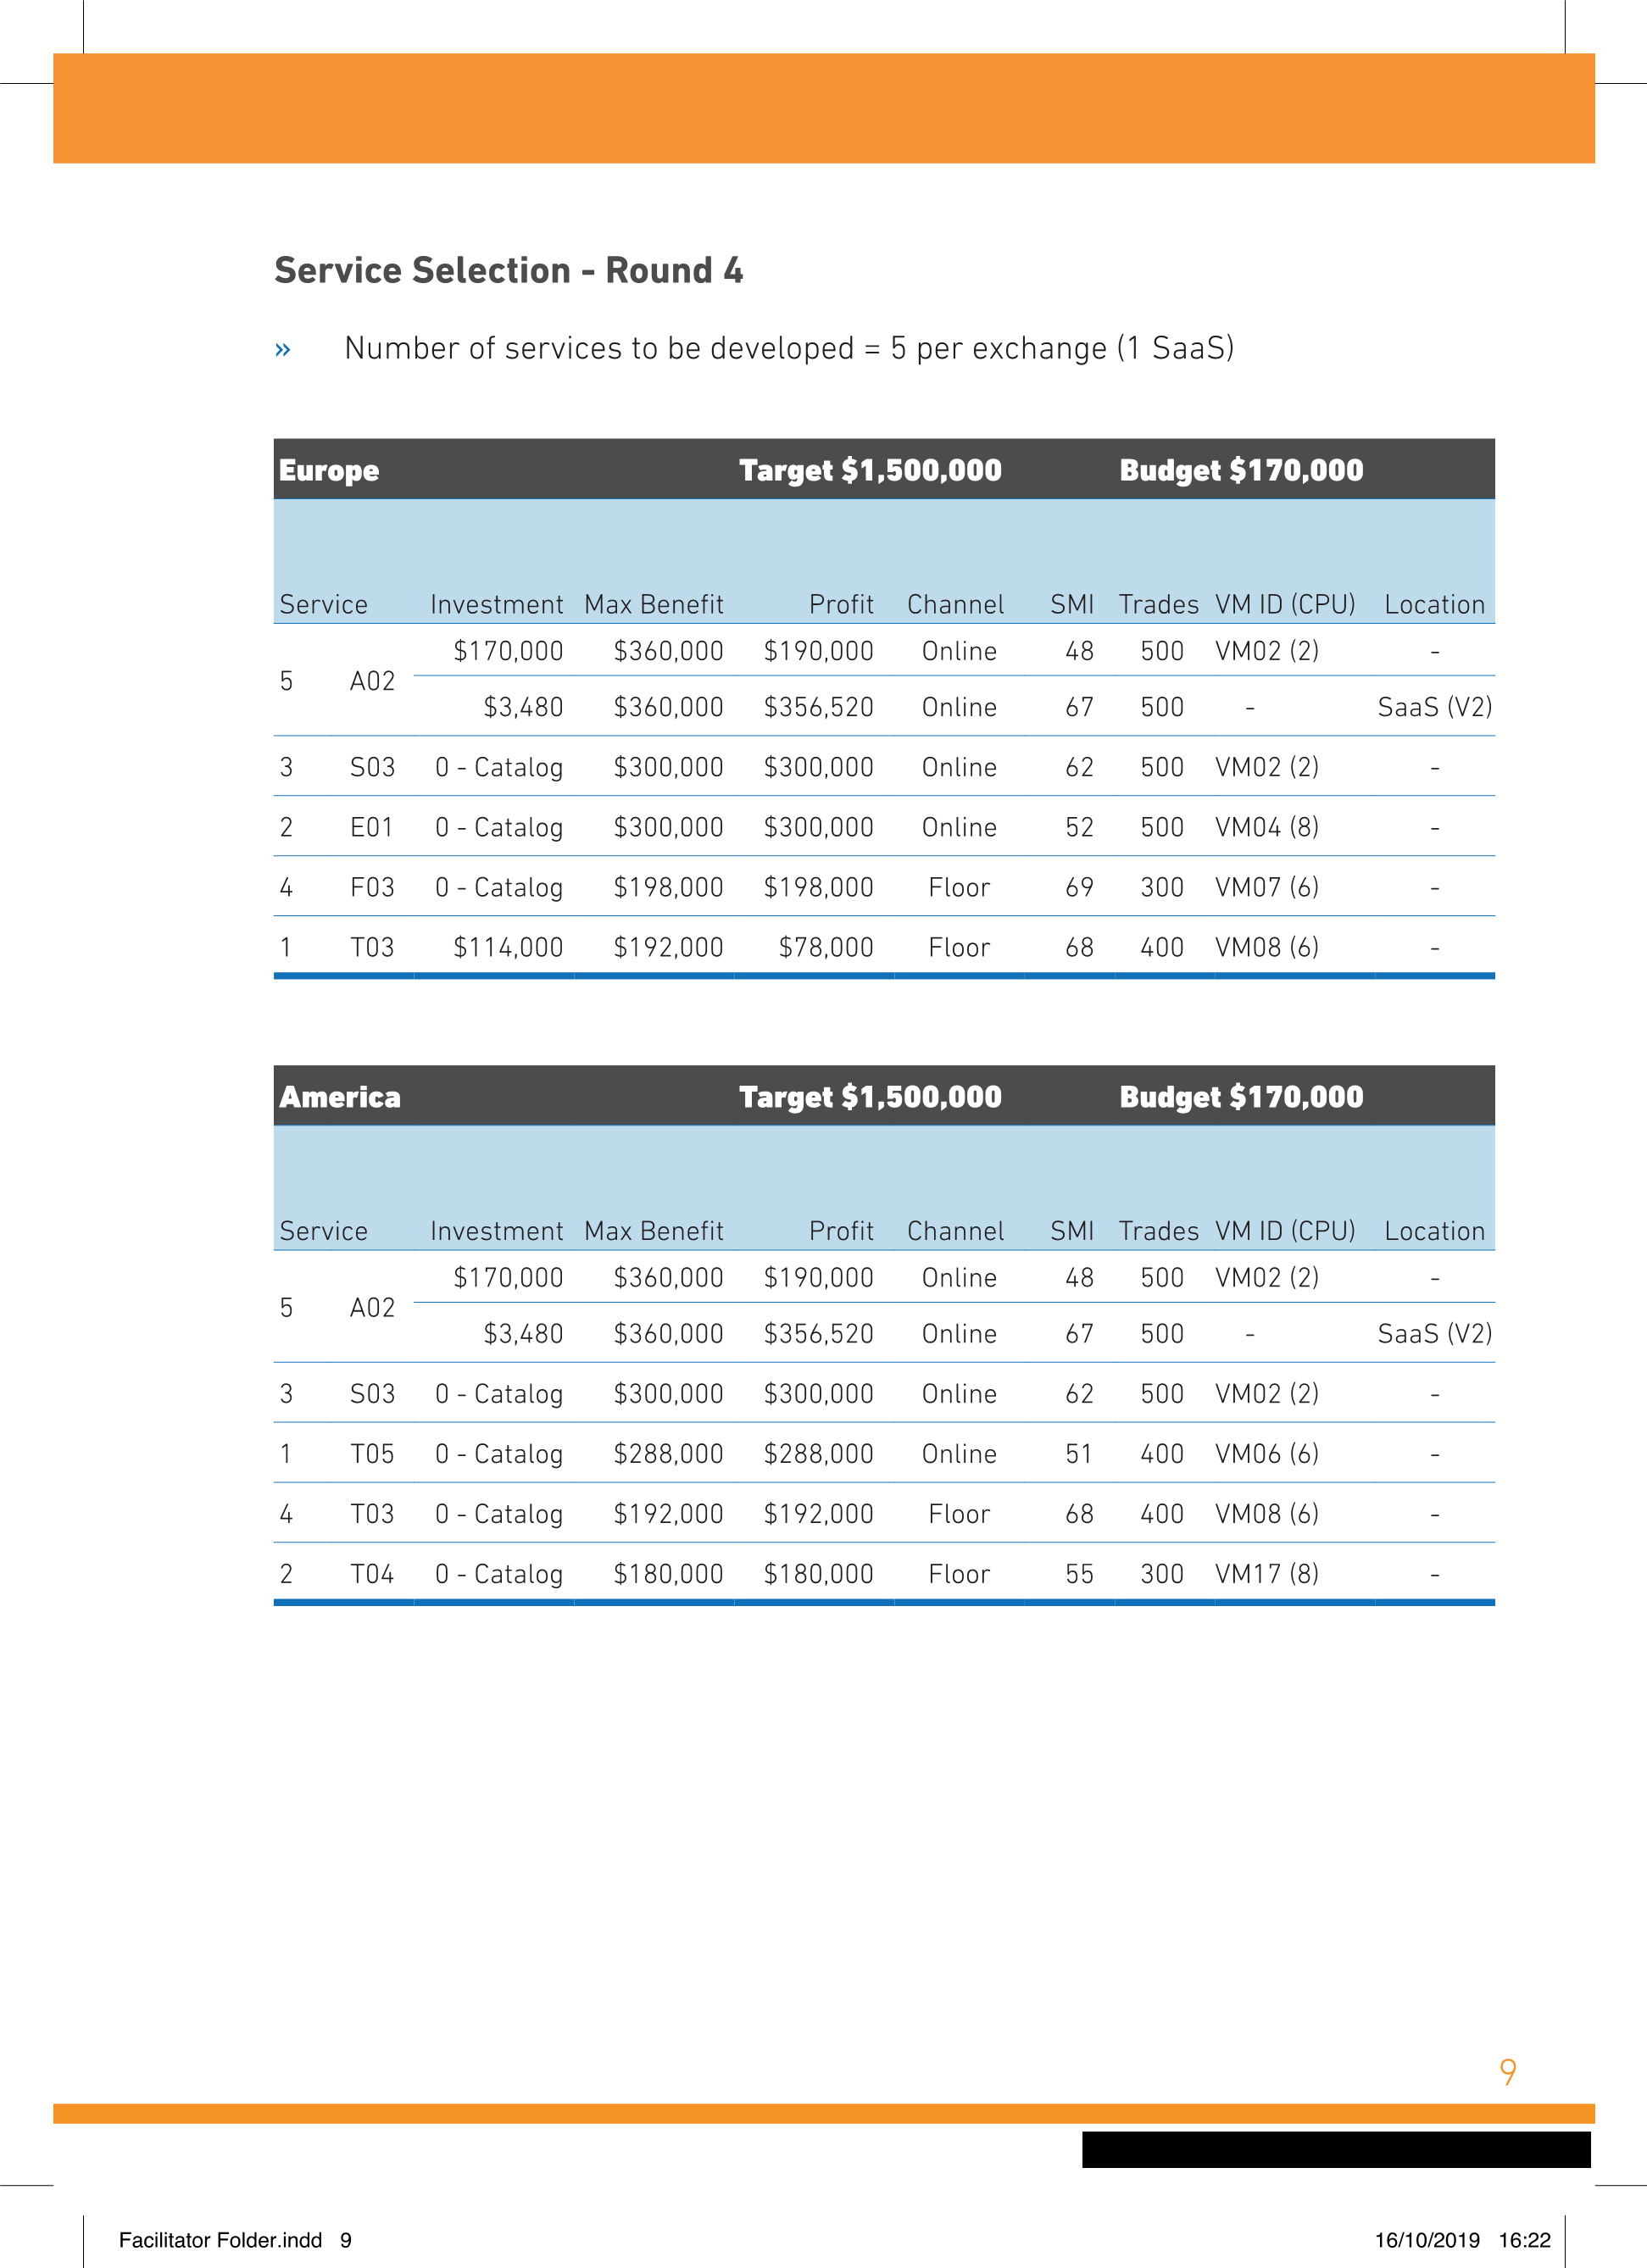 Service Selection - Round 4
» Number of services to be developed = 5 per exchange (1 SaaS)
Europe Target $1,500,000 Budget $170,000
Service Investment Max Benefit Profit Channel SMI Trades VM ID (CPU) Location
$170,000 $360,000 $190,000 Online 48 500 VM02 (2) -
5 A02
$3,480 $360,000 $356,520 Online 67 500 - SaaS (V2)
3 S03 0 - Catalog $300,000 $300,000 Online 62 500 VM02 (2) -
2 E01 0 - Catalog $300,000 $300,000 Online 52 500 VM04 (8) -
4 F03 0 - Catalog $198,000 $198,000 Floor 69 300 VM07 (6) -
1 T03 $114,000 $192,000 $78,000 Floor 68 400 VM08 (6) -
America Target $1,500,000 Budget $170,000
Service Investment Max Benefit Profit Channel SMI Trades VM ID (CPU) Location
$170,000 $360,000 $190,000 Online 48 500 VM02 (2) -
5 A02
$3,480 $360,000 $356,520 Online 67 500 - SaaS (V2)
3 S03 0 - Catalog $300,000 $300,000 Online 62 500 VM02 (2) -
1 T05 0 - Catalog $288,000 $288,000 Online 51 400 VM06 (6) -
4 T03 0 - Catalog $192,000 $192,000 Floor 68 400 VM08 (6) -
2 T04 0 - Catalog $180,000 $180,000 Floor 55 300 VM17 (8) -
9
Facilitator Folder.indd 9 16/10/2019 16:22